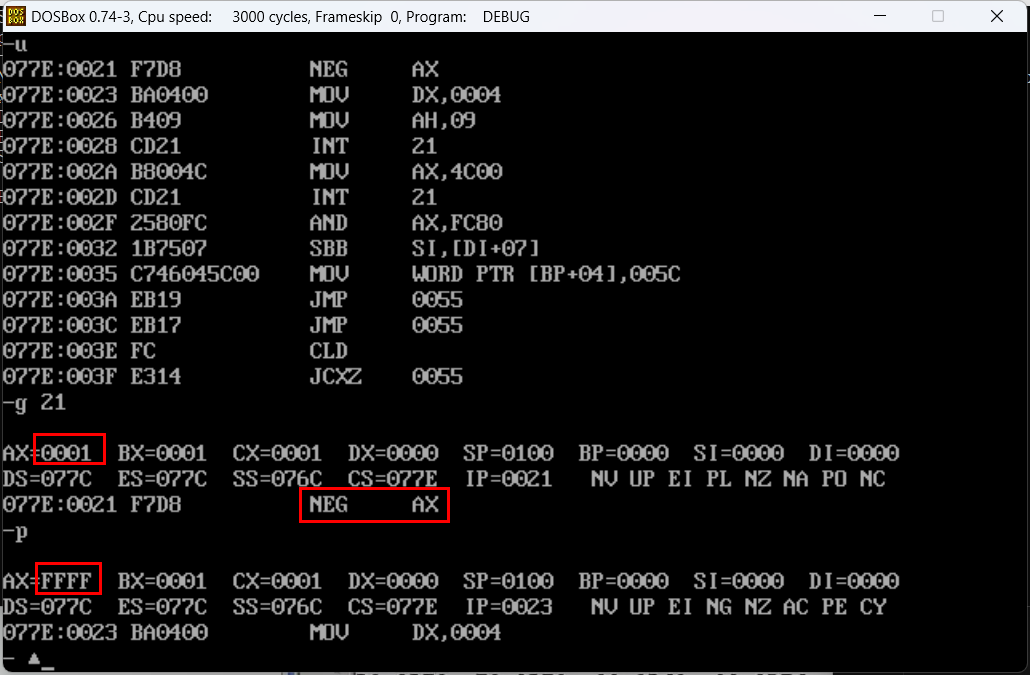 DOS BOX DOSBox 0.74-3, Cpu speed: 3000 cycles, Frameskip 0, Program: DEBUG
-u
077E:0021 F7D8 NEG AX
077E:0023 BA0400 MOV DX,0004
077E:0026 B409 MOV AH,09
077E:0028 CD21 INT 21
077E:002A B8004C MOV AX,4C00
077E:002D CD21 INT 21
077E:002F 2580FC AND AX,FC80
077E:0032 1B7507 SBB SI,[DI+07]
077E:0035 C746045C00 MOV WORD PTR [BP+04],005C
077E:003A EB19 JMP 0055
077E:003C EB17 JMP 0055
077E:003E FC CLD
077E:003F E314 JCXZ 0055
-g 21
AX=0001 BX=0001 CX=0001 DX=0000 SP=0100 BP=0000 SI=0000 DI=0000
DS=077C ES=077C SS=076C CS=077E IP=0021 NV UP EI PL NZ NA PO NC
077E:0021 F7D8 NEG AX
-p
AX=FFFF BX=0001 CX=0001 DX=0000 SP=0100 BP=0000 SI=0000 DI=0000
DS=077C ES=077C SS=076C CS=077E IP=0023 NV UP EI NG NZ AC PE CY
077E:0023 BA0400 MOV DX,0004
- ▲_